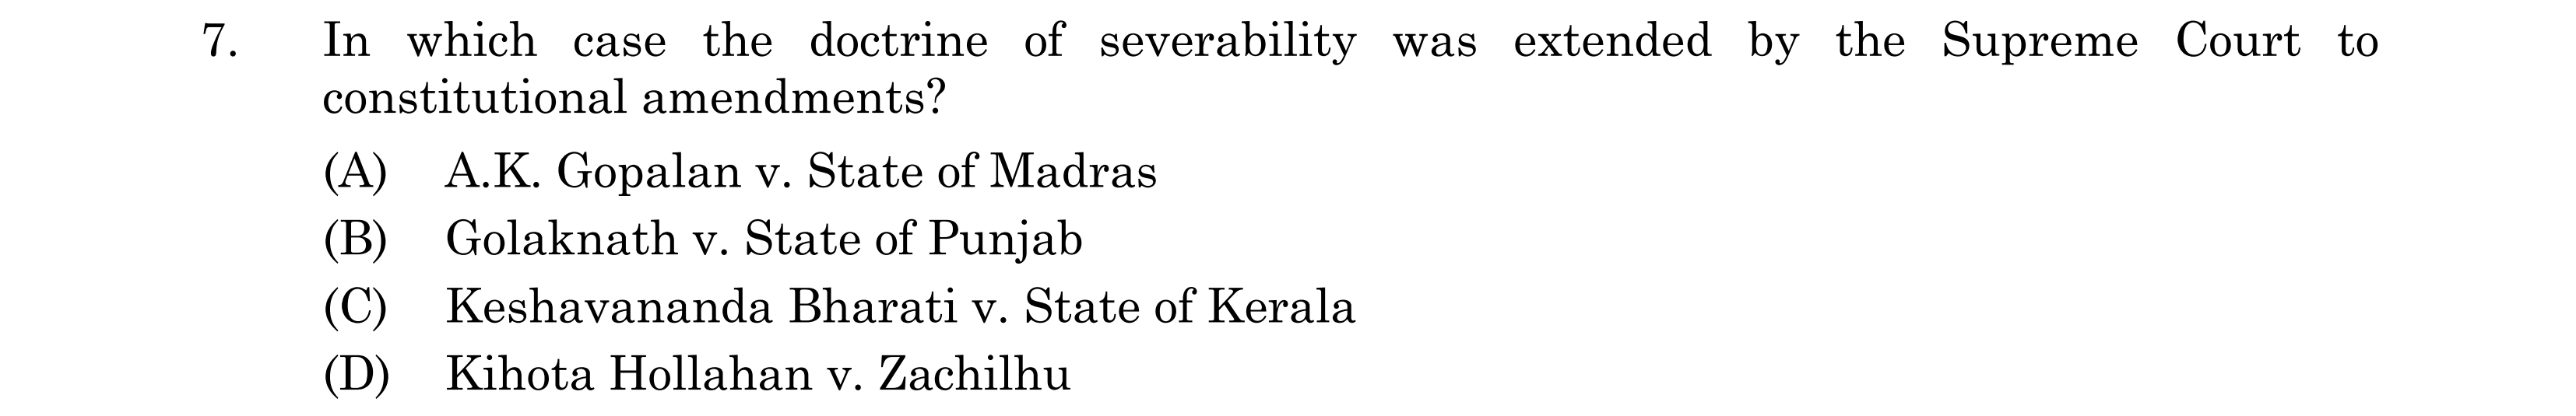 7. In which case the doctrine of severability was extended by the Supreme Court to
constitutional amendments?
(A) A.K. Gopalan v. State of Madras
(B) Golaknath v. State of Punjab
(C) Keshavananda Bharati v. State of Kerala
(D) Kihota Hollahan v. Zachilhu